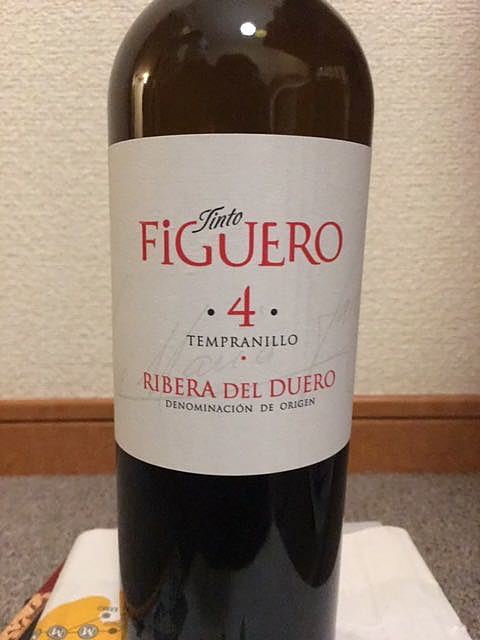 Tinto
FiGUERO
• 4 •
TEMPRANILLO
RIBERA DEL DUERO
DENOMINACIÓN DE ORIGEN
M M